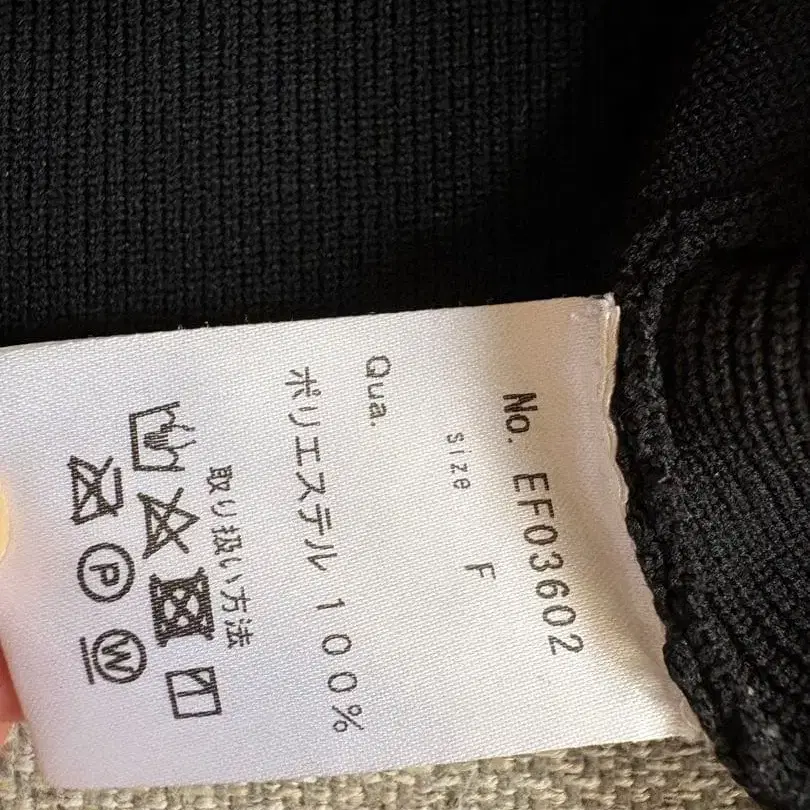 No. EF03602
Size F
Qua.
ポリエステル 100%
取り扱い方法
P W